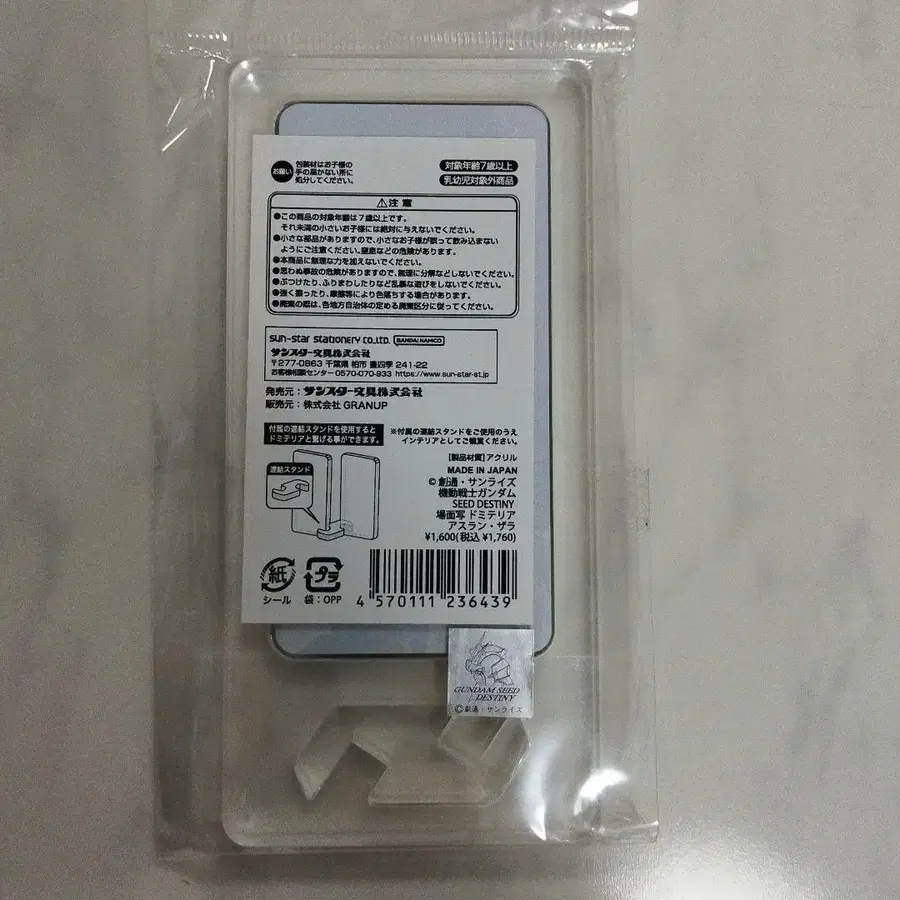 お願い
包装材はお子様の
手の届かない所に
処分してください。
対象年齢7歳以上
乳幼児対象外商品
⚠注意
●この商品の対象年齢は7歳以上です。
それ未満の小さいお子様には絶対に与えないでください。
●小さな部品がありますので、小さなお子様が誤って飲み込まない
ようにご注意ください。窒息などの危険があります。
●本商品に無理な力を加えないでください。
●思わぬ事故の危険がありますので、無理に分解などしないでください。
●ぶつけたり、ふりまわしたりなど乱暴な遊びをしないでください。
●強く擦ったり、摩擦等により色落ちする場合があります。
●廃棄の際は、各地方自治体の定める廃棄区分に従ってください。
sun-star stationery CO.,LTD. BANDAI NAMCO
サンスター文具株式会社
〒277-0863 千葉県 柏市 豊四季 241-22
お客様相談センター 0570-070-933 https://www.sun-star-st.jp
発売元：サンスター文具株式会社
販売元：株式会社 GRANUP
付属の連結スタンドを使用すると
ドミテリアと繋げる事ができます。
※付属の連結スタンドをご使用のうえ
インテリアとしてご観覧ください。
連結スタンド
【製品材質】アクリル
MADE IN JAPAN
© 創通・サンライズ
機動戦士ガンダム
SEED DESTINY
場面写 ドミテリア
アスラン・ザラ
¥1,600(税込 ¥1,760)
紙
シール
プラ
袋：OPP
4 570111 236439
GUNDAM SEED
DESTINY
©創通・サンライズ